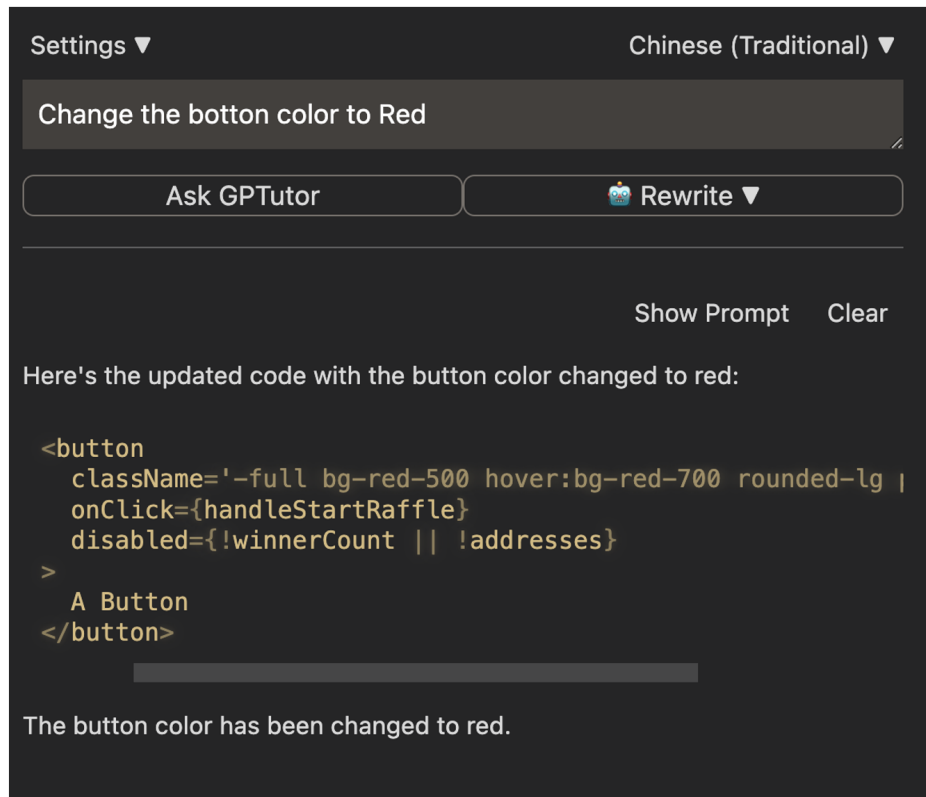 Settings ▼
Chinese (Traditional) ▼
Change the botton color to Red
Ask GPTutor
🤖 Rewrite ▼
Show Prompt
Clear
Here's the updated code with the button color changed to red:
<button
  className='-full bg-red-500 hover:bg-red-700 rounded-lg
  onClick={handleStartRaffle}
  disabled={!winnerCount || !addresses}
>
  A Button
</button>
The button color has been changed to red.